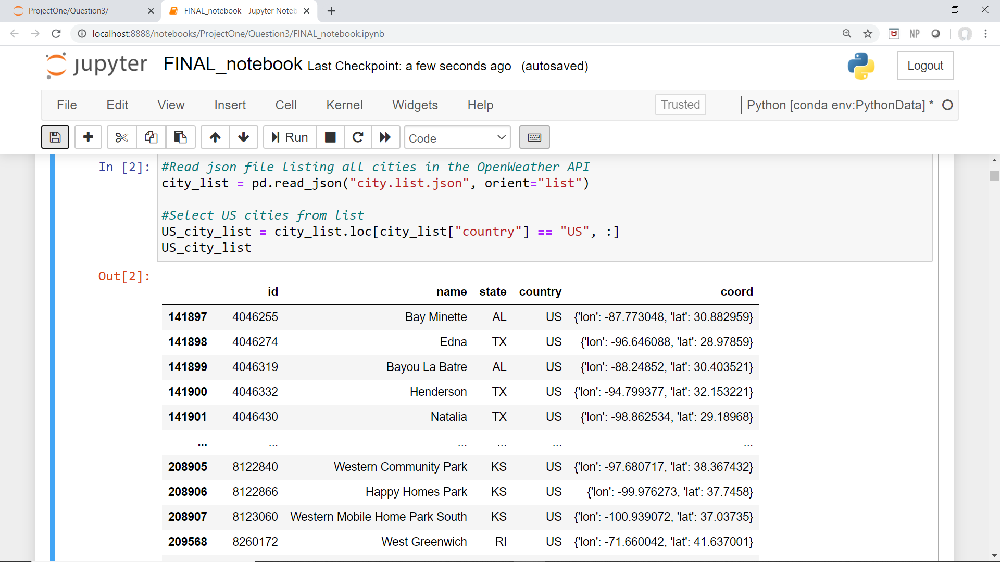 ProjectOne/Question3/
FINAL_notebook - Jupyter Noteb
localhost:8888/notebooks/ProjectOne/Question3/FINAL_notebook.ipynb
NP
jupyter FINAL_notebook Last Checkpoint: a few seconds ago (autosaved)
Logout
File Edit View Insert Cell Kernel Widgets Help
Trusted
Python [conda env:PythonData] *
Run
Code
In [2]:
#Read json file listing all cities in the OpenWeather API
city_list = pd.read_json("city.list.json", orient="list")
#Select US cities from list
US_city_list = city_list.loc[city_list["country"] == "US", :]
US_city_list
Out[2]:
id name state country coord
141897 4046255 Bay Minette AL US {'lon': -87.773048, 'lat': 30.882959}
141898 4046274 Edna TX US {'lon': -96.646088, 'lat': 28.97859}
141899 4046319 Bayou La Batre AL US {'lon': -88.24852, 'lat': 30.403521}
141900 4046332 Henderson TX US {'lon': -94.799377, 'lat': 32.153221}
141901 4046430 Natalia TX US {'lon': -98.862534, 'lat': 29.18968}
... ... ... ... ... ...
208905 8122840 Western Community Park KS US {'lon': -97.680717, 'lat': 38.367432}
208906 8122866 Happy Homes Park KS US {'lon': -99.976273, 'lat': 37.7458}
208907 8123060 Western Mobile Home Park South KS US {'lon': -100.939072, 'lat': 37.03735}
209568 8260172 West Greenwich RI US {'lon': -71.660042, 'lat': 41.637001}